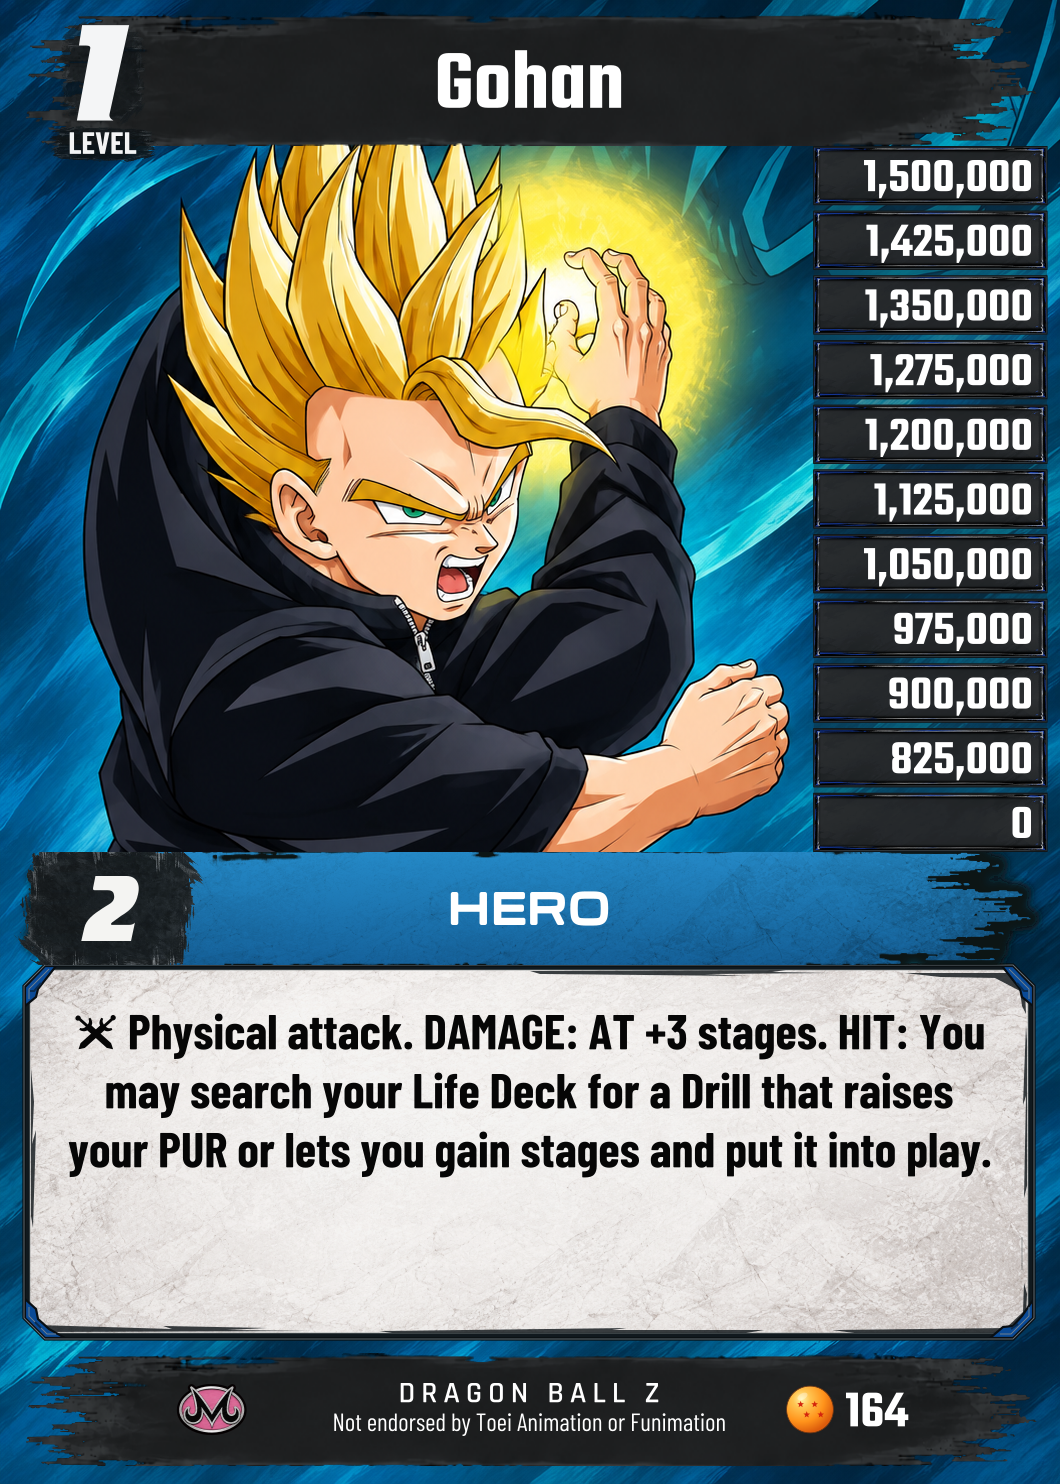 1
LEVEL
Gohan
1,500,000
1,425,000
1,350,000
1,275,000
1,200,000
1,125,000
1,050,000
975,000
900,000
825,000
0
2
HERO
Physical attack. DAMAGE: AT +3 stages. HIT: You
may search your Life Deck for a Drill that raises
your PUR or lets you gain stages and put it into play.
M
DRAGON BALL Z
Not endorsed by Toei Animation or Funimation
164